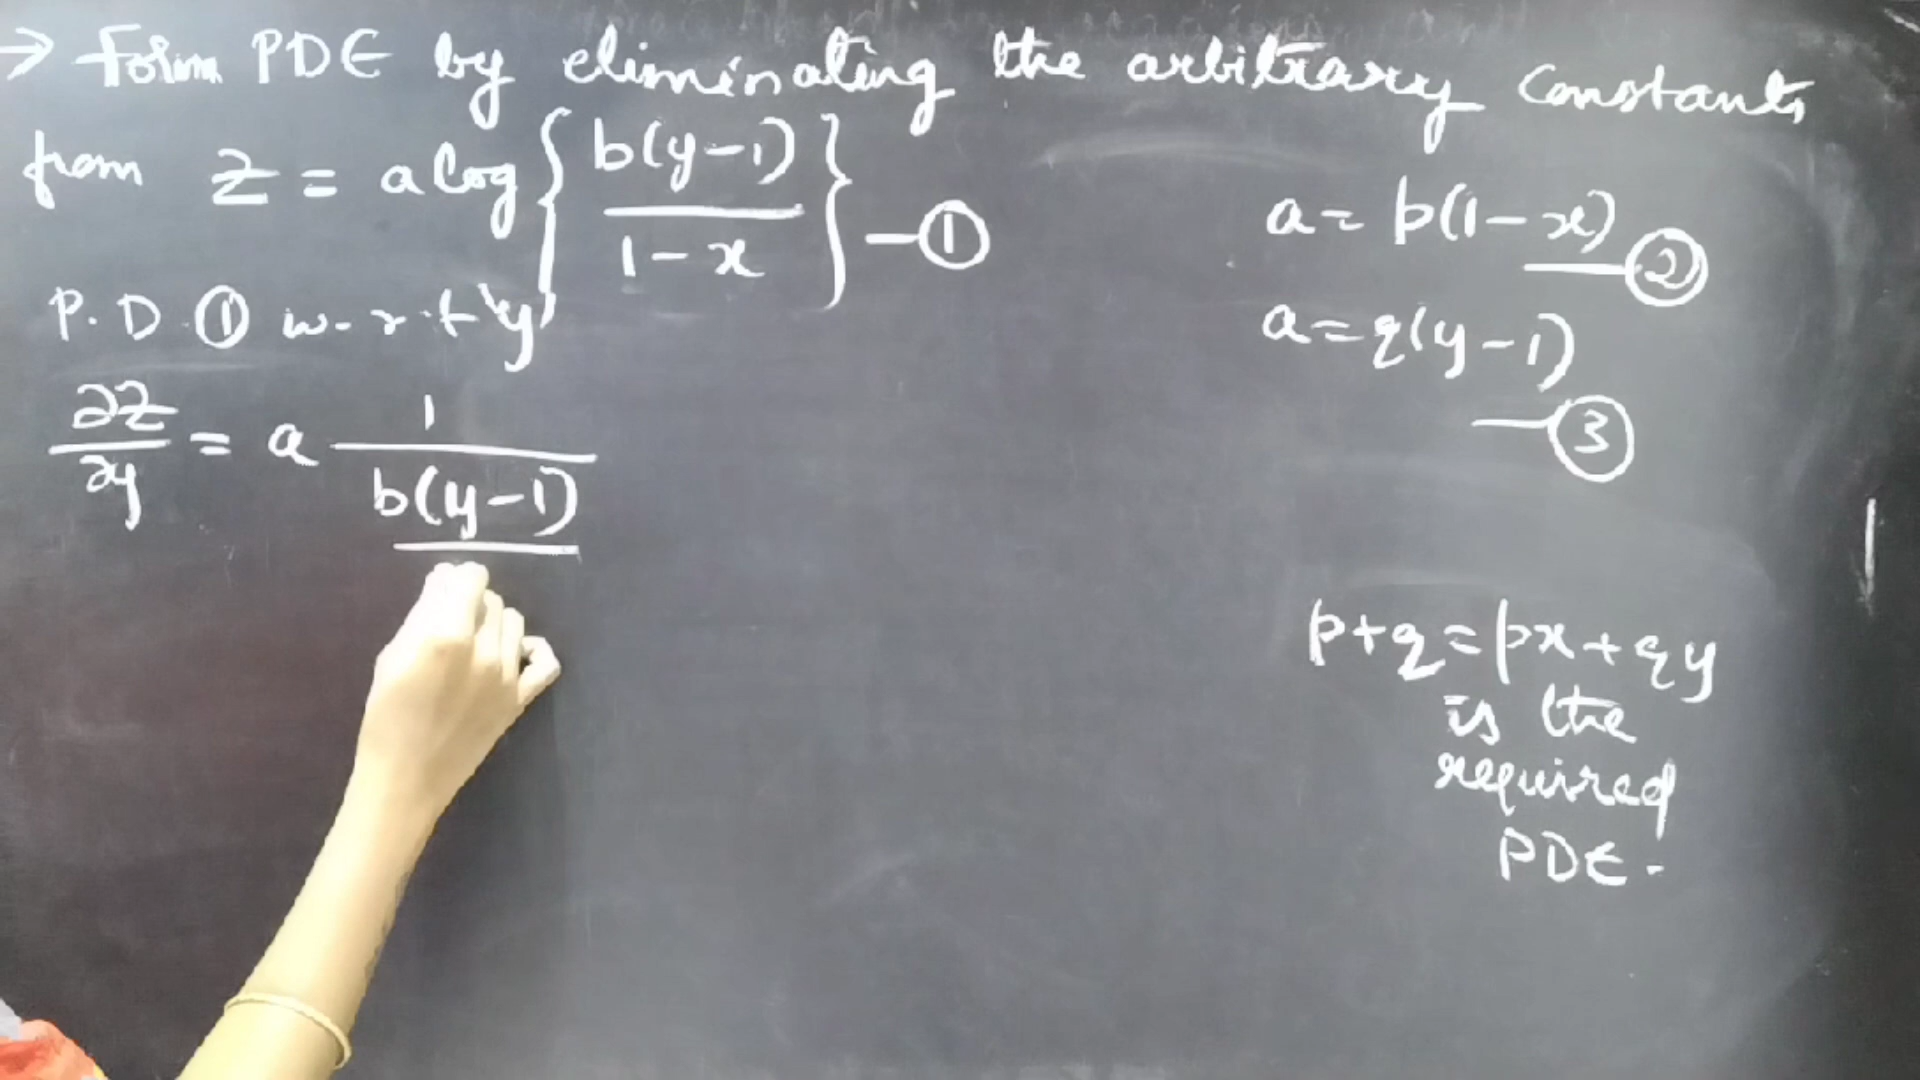 → Form PDE by eliminating the arbitrary constants
from z = a log { b(y-1) / 1-x } —①
P.D ① w.r.t 'y'
∂z/∂y = a 1 / b(y-1)
a = b(1-x) —②
a = q(y-1)
—③
p+q = px+qy
is the
required
PDE.